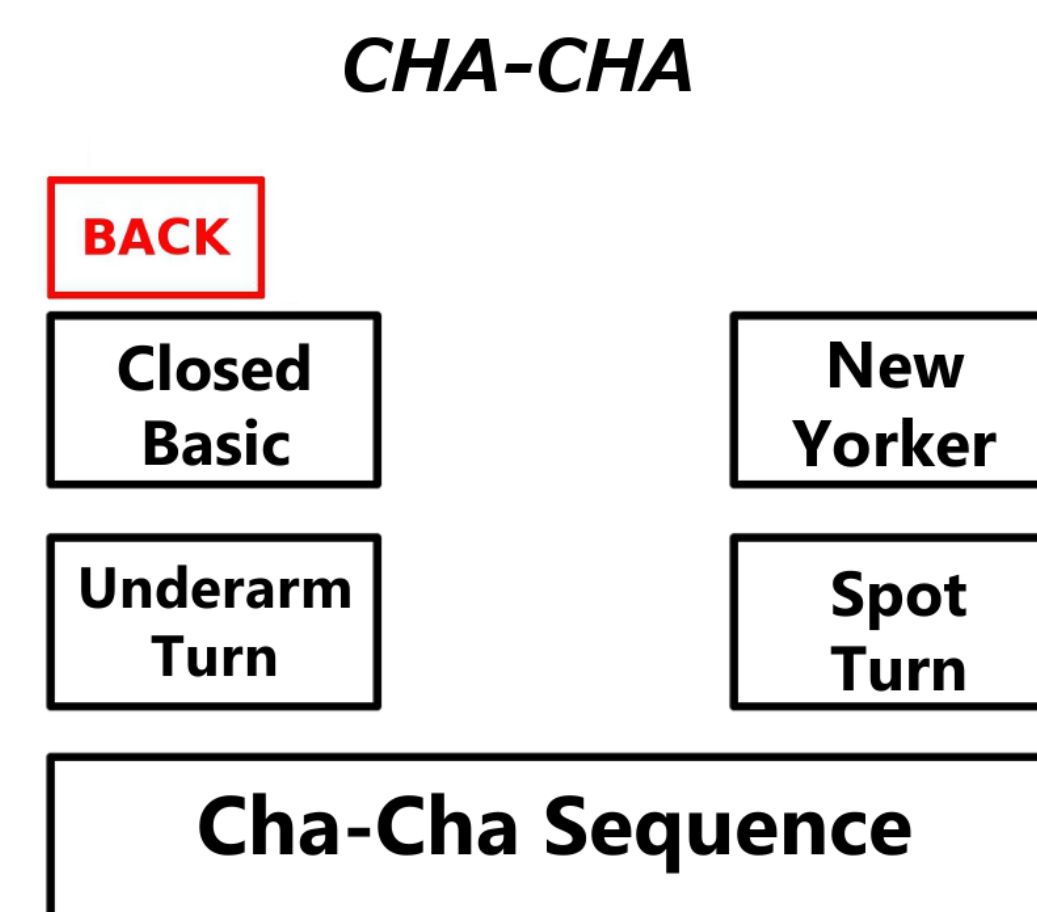 CHA-CHA
BACK
Closed
Basic
New
Yorker
Underarm
Turn
Spot
Turn
Cha-Cha Sequence